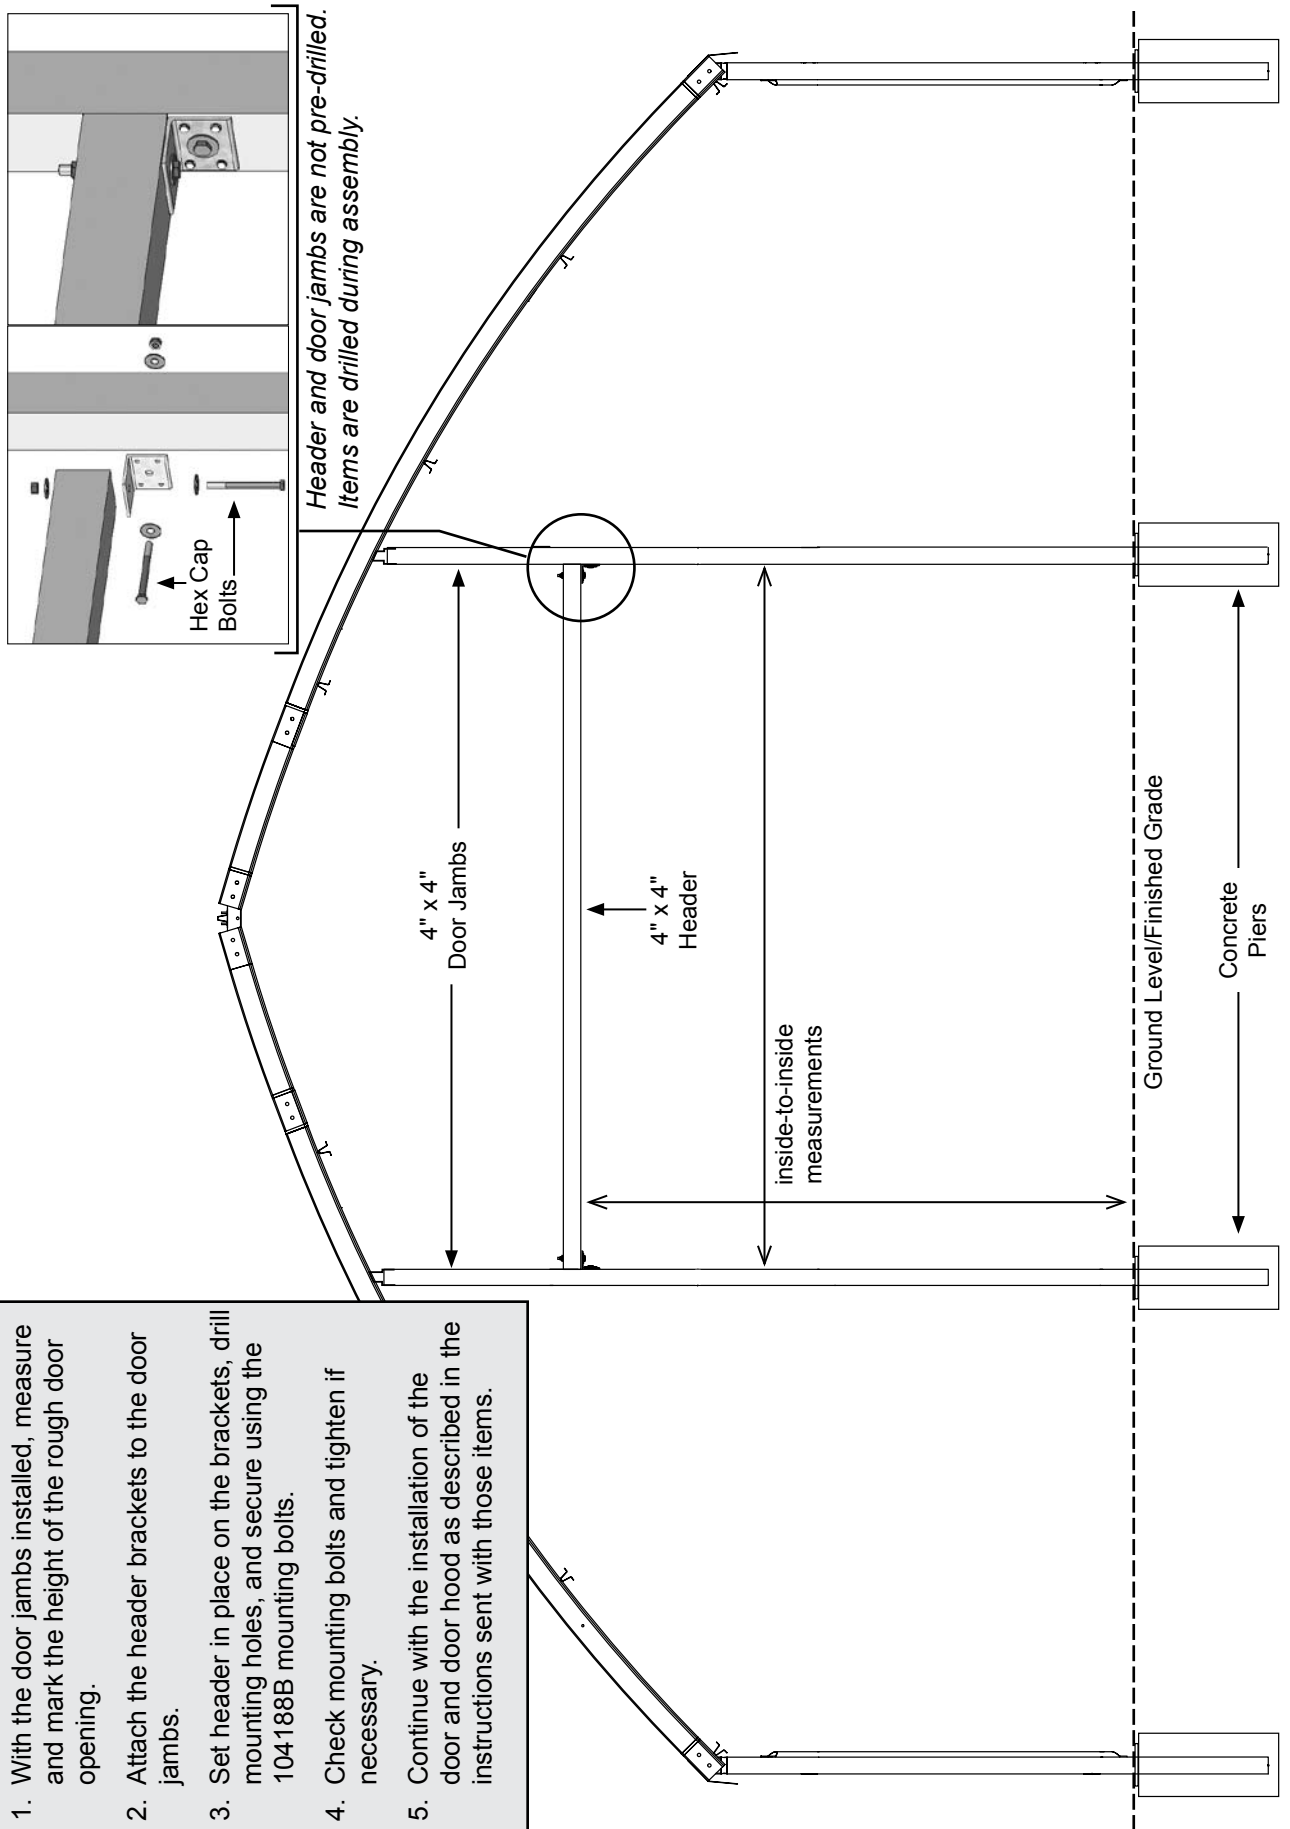 1. With the door jambs installed, measure
and mark the height of the rough door
opening.
2. Attach the header brackets to the door
jambs.
3. Set header in place on the brackets, drill
mounting holes, and secure using the
104188B mounting bolts.
4. Check mounting bolts and tighten if
necessary.
5. Continue with the installation of the
door and door hood as described in the
instructions sent with those items.
Hex Cap
Bolts
Header and door jambs are not pre-drilled.
Items are drilled during assembly.
4" x 4"
Door Jambs
4" x 4"
Header
inside-to-inside
measurements
Ground Level/Finished Grade
Concrete
Piers